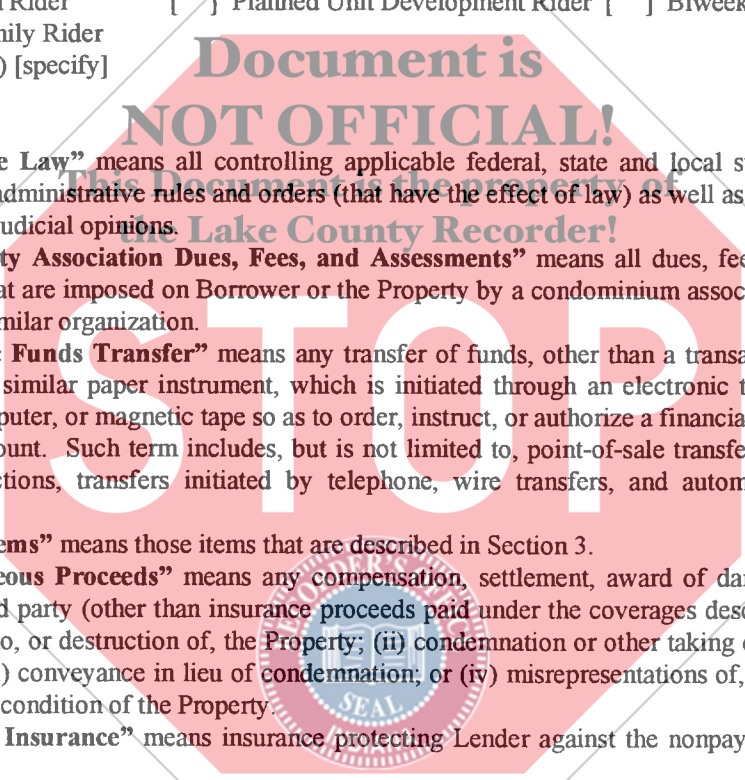 Rider [ ] Planned Unit Development Rider [ ] Biweek
ily Rider
) [specify]
Document is
NOT OFFICIAL!
e Law” means all controlling applicable federal, state and local s
administrative rules and orders (that have the effect of law) as well as
This Document is the property of
udicial opinions.
the Lake County Recorder!
ty Association Dues, Fees, and Assessments” means all dues, fee
at are imposed on Borrower or the Property by a condominium assoc
milar organization.
Funds Transfer” means any transfer of funds, other than a transa
similar paper instrument, which is initiated through an electronic t
puter, or magnetic tape so as to order, instruct, or authorize a financia
ount. Such term includes, but is not limited to, point-of-sale transfe
ctions, transfers initiated by telephone, wire transfers, and autom
STOP
ems” means those items that are described in Section 3.
eous Proceeds” means any compensation, settlement, award of da
d party (other than insurance proceeds paid under the coverages desc
o, or destruction of, the Property; (ii) condemnation or other taking
) conveyance in lieu of condemnation; or (iv) misrepresentations of,
condition of the Property.
SEAL
Insurance” means insurance protecting Lender against the nonpay